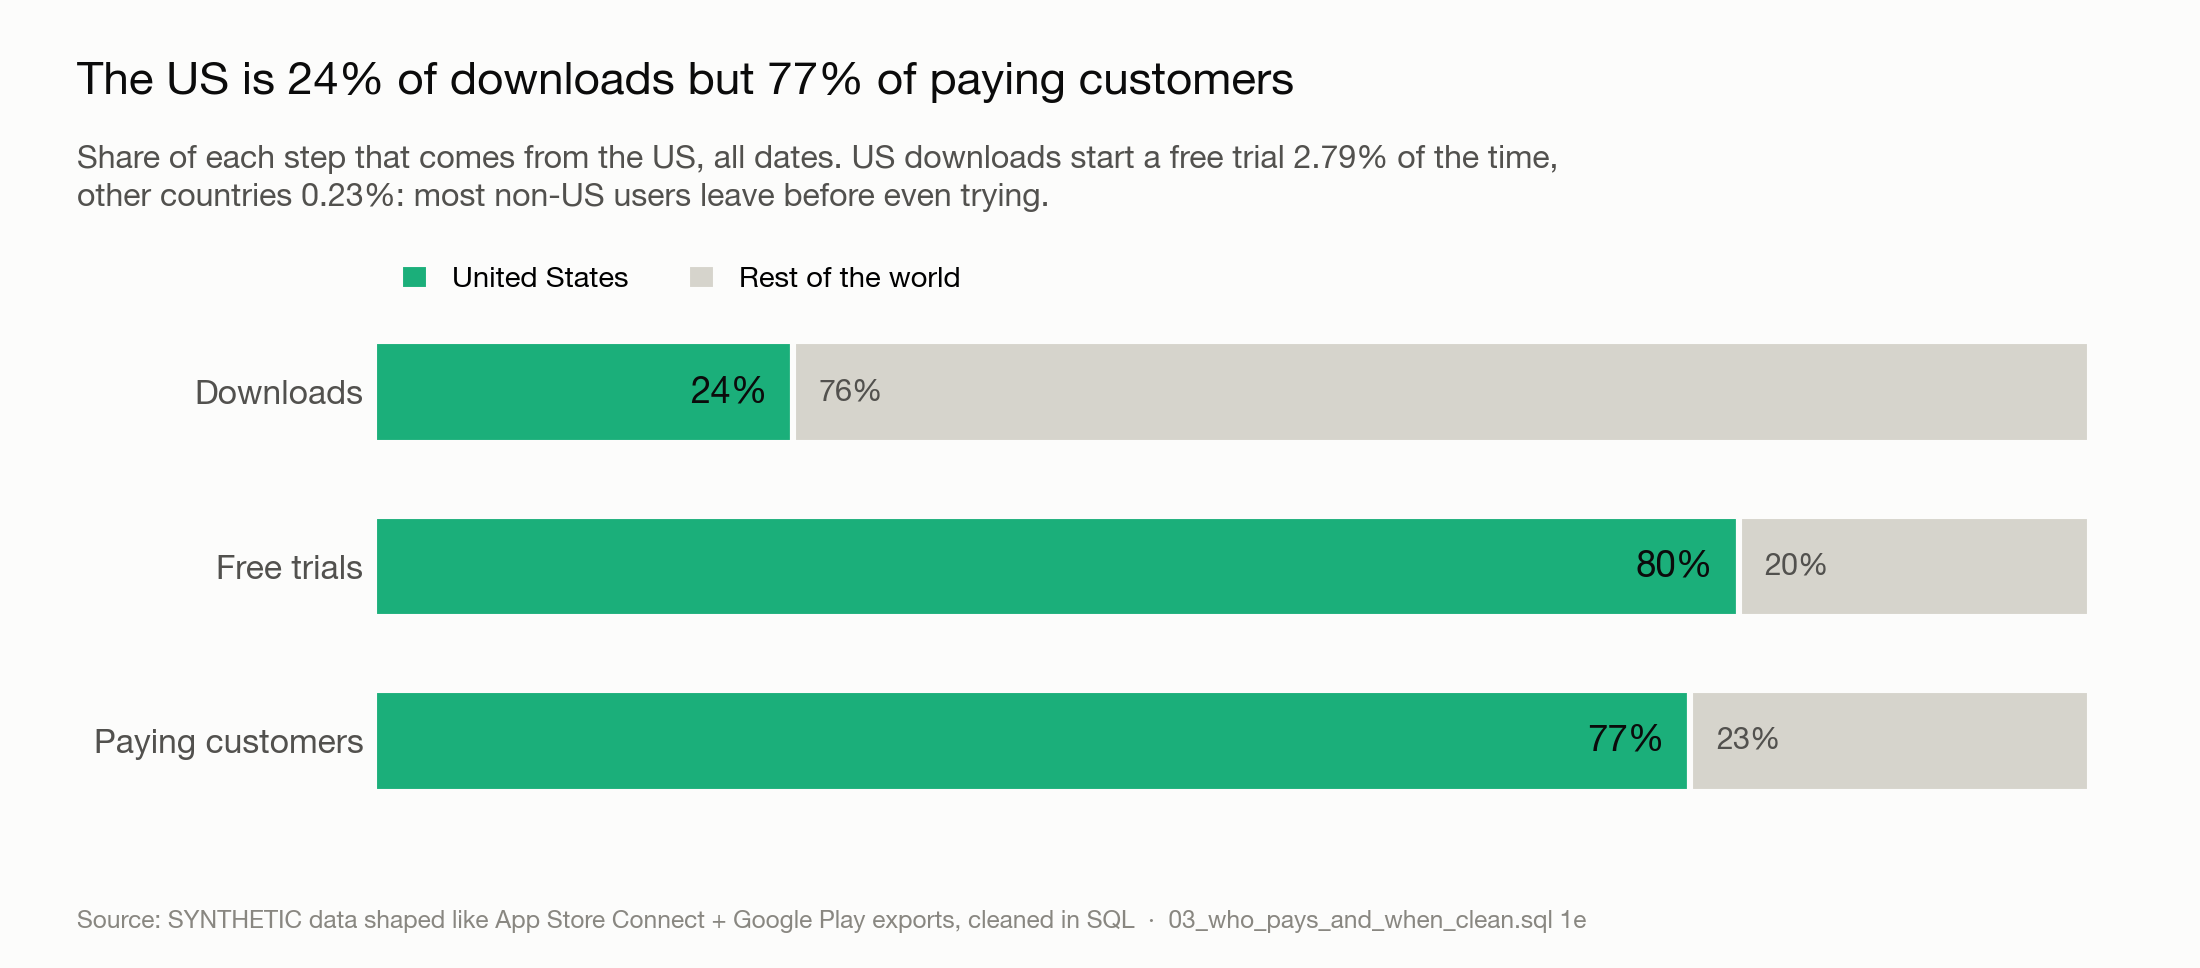 The US is 24% of downloads but 77% of paying customers
Share of each step that comes from the US, all dates. US downloads start a free trial 2.79% of the time,
other countries 0.23%: most non-US users leave before even trying.
United States Rest of the world
Downloads 24% 76%
Free trials 80% 20%
Paying customers 77% 23%
Source: SYNTHETIC data shaped like App Store Connect + Google Play exports, cleaned in SQL · 03_who_pays_and_when_clean.sql 1e